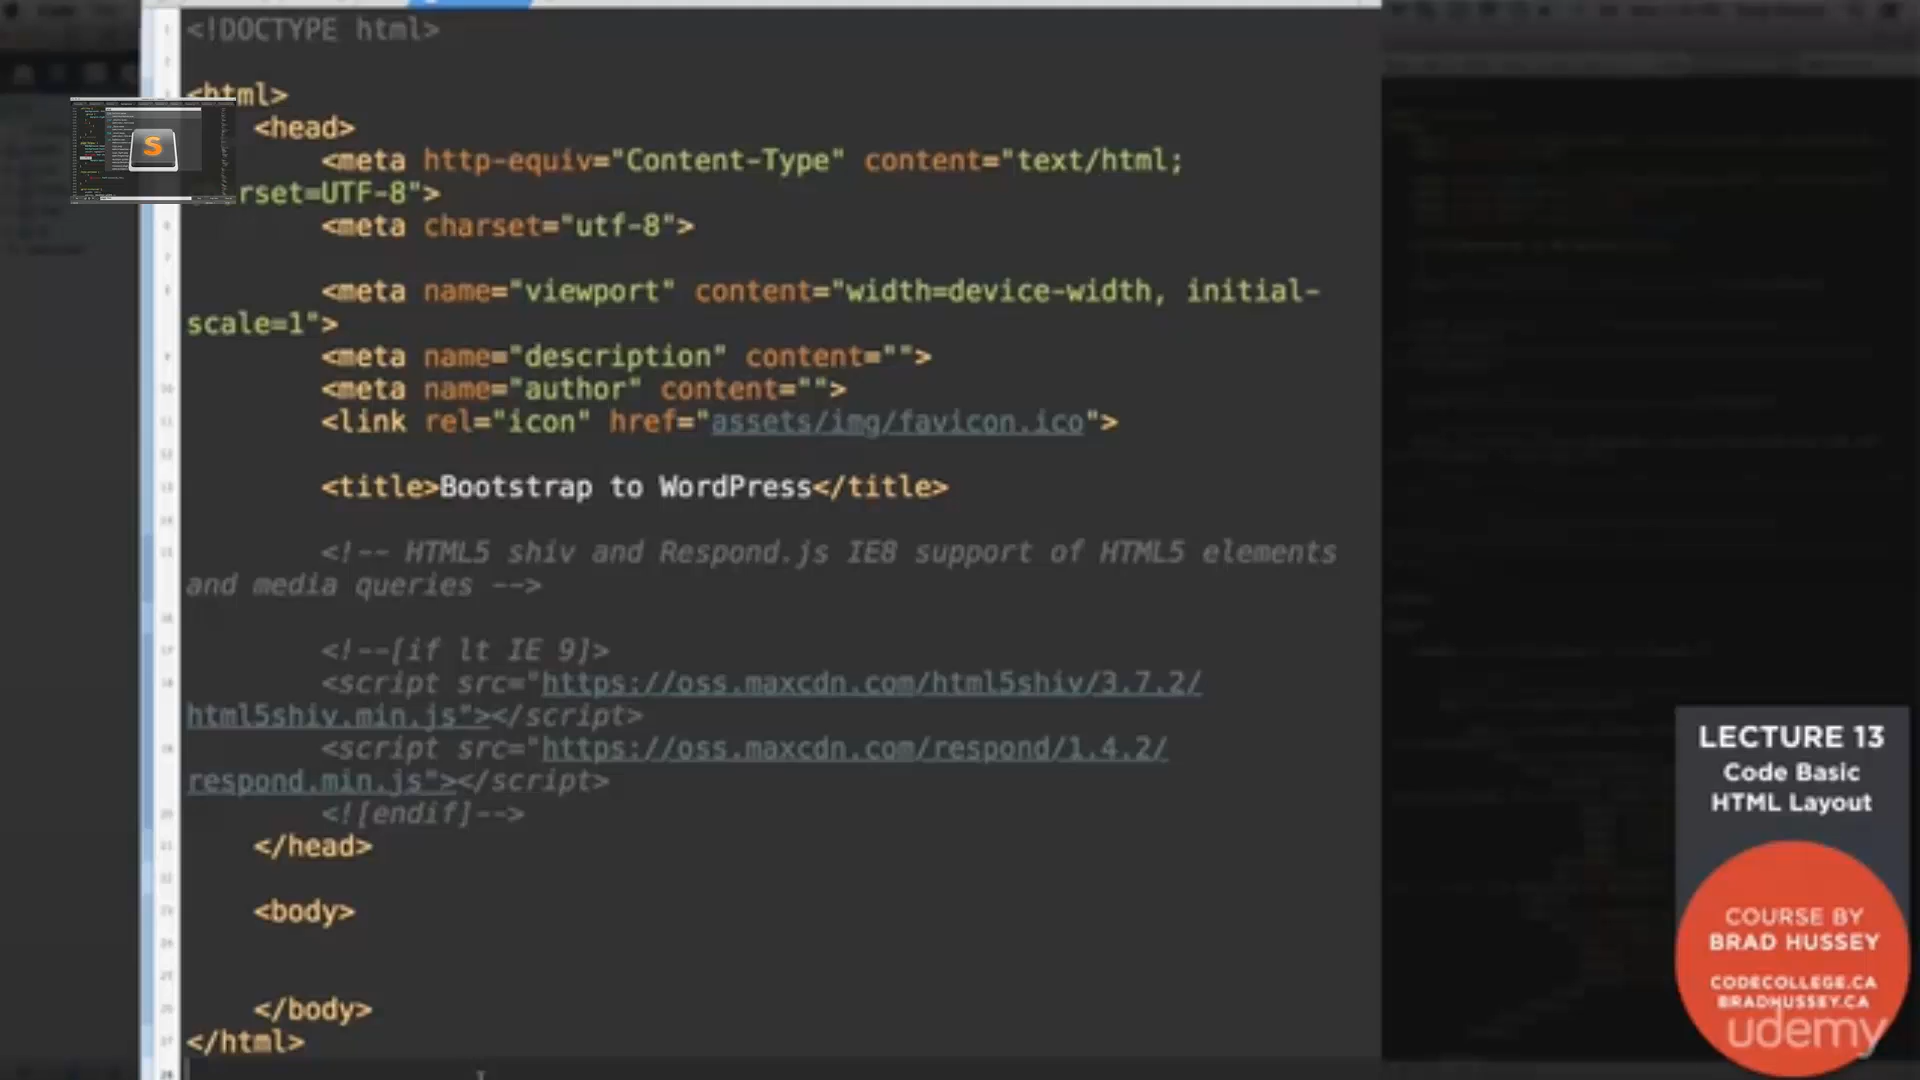 <!DOCTYPE html>
<html>
<head>
<meta http-equiv="Content-Type" content="text/html;
rset=UTF-8">
<meta charset="utf-8">
<meta name="viewport" content="width=device-width, initial-
scale=1">
<meta name="description" content="">
<meta name="author" content="">
<link rel="icon" href="assets/img/favicon.ico">
<title>Bootstrap to WordPress</title>
<!-- HTML5 shiv and Respond.js IE8 support of HTML5 elements
and media queries -->
<!--[if lt IE 9]>
<script src="https://oss.maxcdn.com/html5shiv/3.7.2/
html5shiv.min.js"></script>
<script src="https://oss.maxcdn.com/respond/1.4.2/
respond.min.js"></script>
<![endif]-->
</head>
<body>
</body>
</html>
S
LECTURE 13
Code Basic
HTML Layout
COURSE BY
BRAD HUSSEY
CODECOLLEGE.CA
BRADHUSSEY.CA
udemy